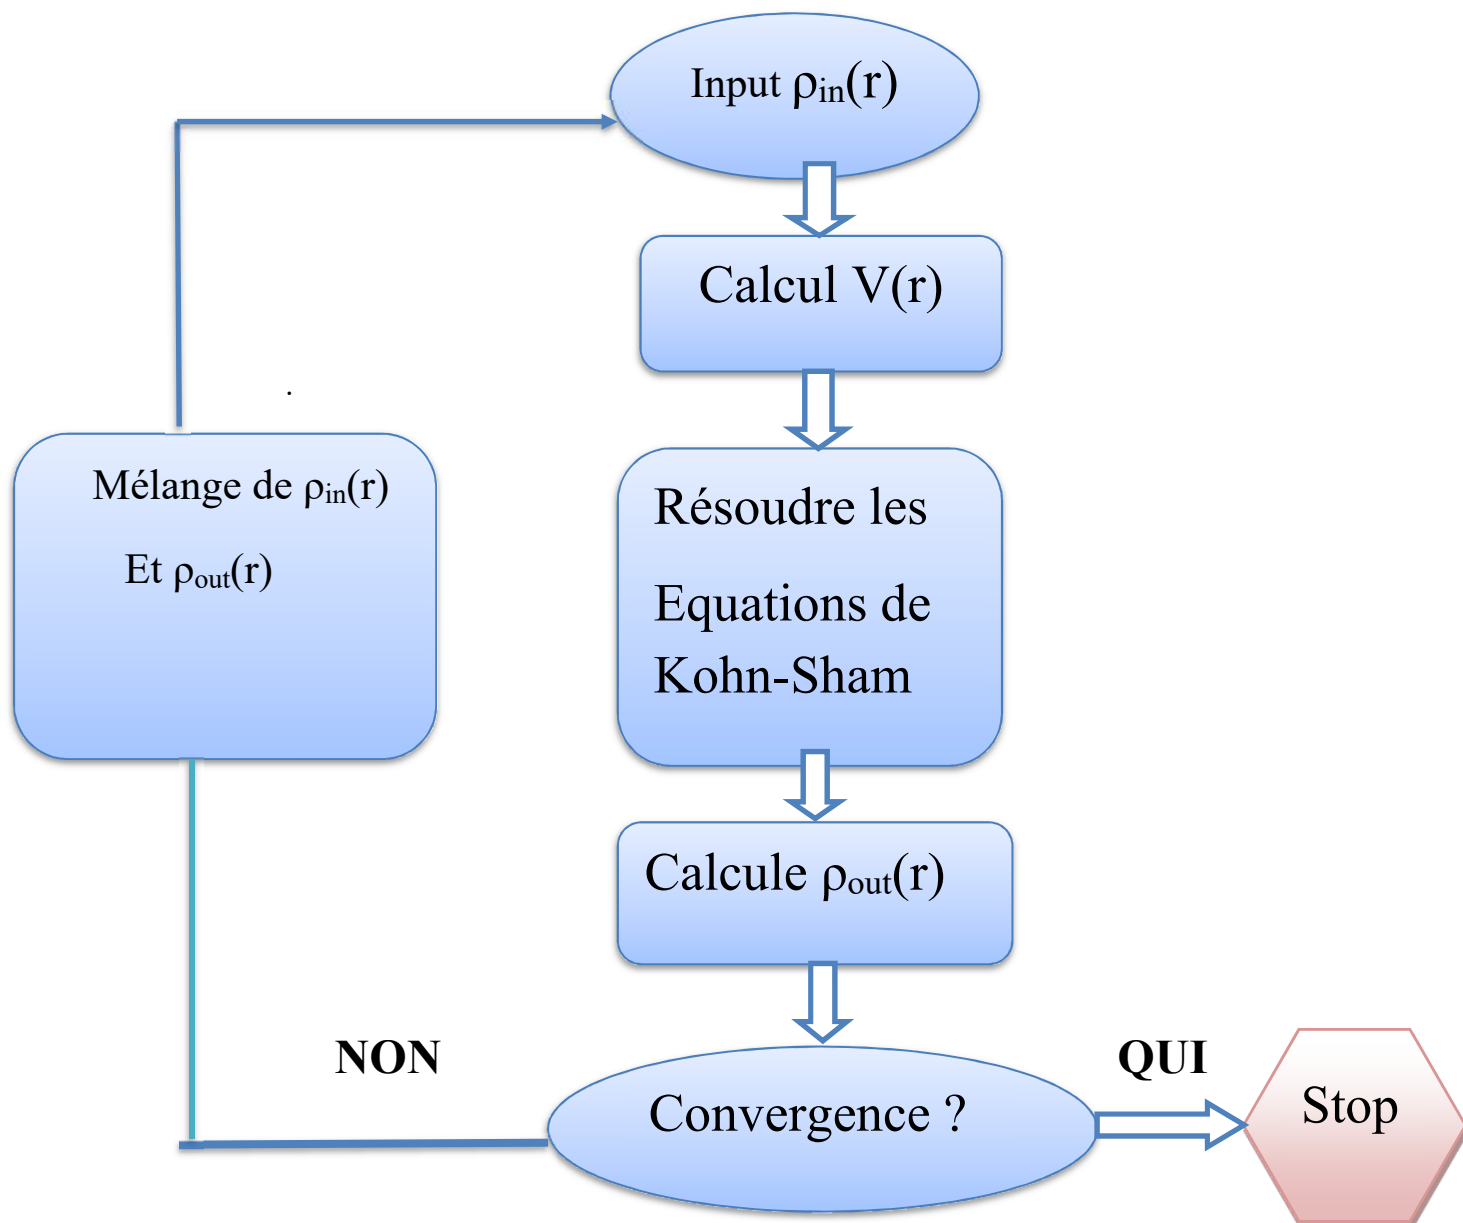 Input ρin(r)
Calcul V(r)
Résoudre les
Equations de
Kohn-Sham
Calcule ρout(r)
Convergence ?
QUI
Stop
NON
Mélange de ρin(r)
Et ρout(r)
.